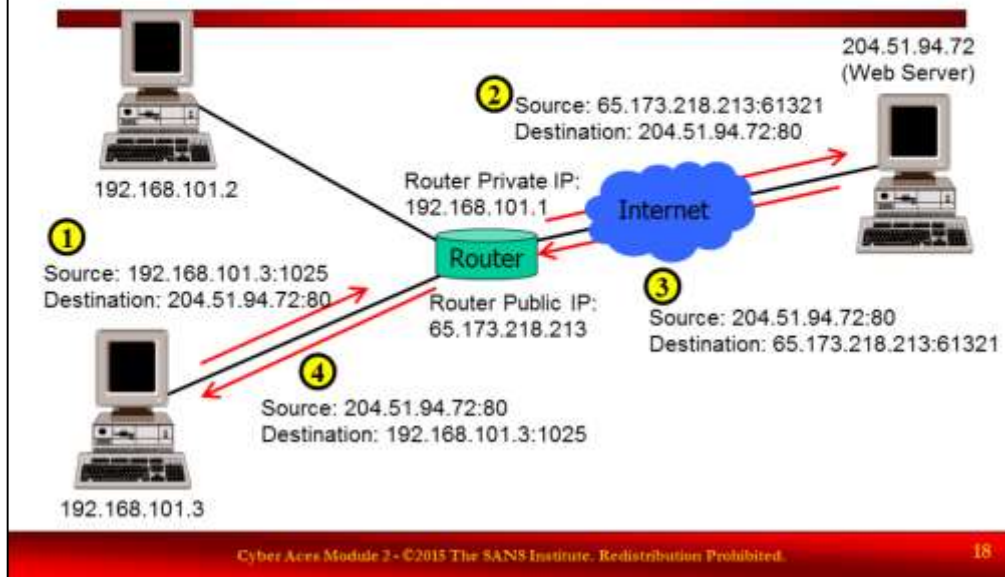 204.51.94.72
(Web Server)
2
Source: 65.173.218.213:61321
Destination: 204.51.94.72:80
192.168.101.2
Router Private IP:
192.168.101.1
Internet
1
Source: 192.168.101.3:1025
Destination: 204.51.94.72:80
Router
Router Public IP:
65.173.218.213
3
Source: 204.51.94.72:80
Destination: 65.173.218.213:61321
4
Source: 204.51.94.72:80
Destination: 192.168.101.3:1025
192.168.101.3
Cyber Aces Module 2 - ©2015 The SANS Institute. Redistribution Prohibited.
18